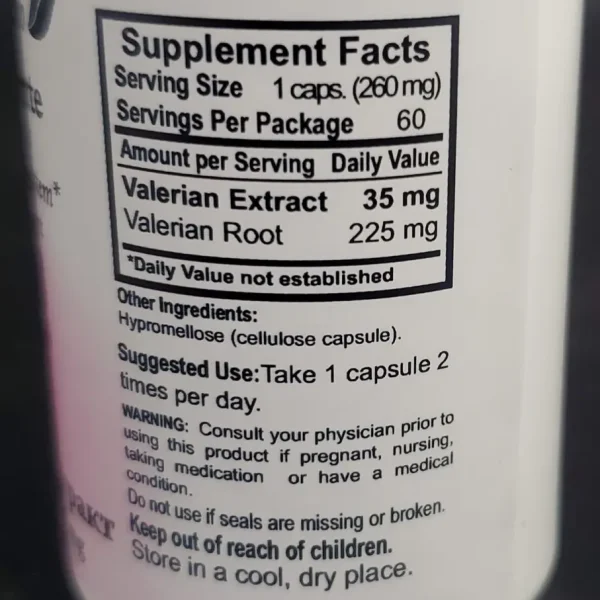 Supplement Facts
Serving Size 1 caps. (260 mg)
Servings Per Package 60
Amount per Serving Daily Value
Valerian Extract 35 mg
Valerian Root 225 mg
*Daily Value not established
Other Ingredients:
Hypromellose (cellulose capsule).
Suggested Use:Take 1 capsule 2
times per day.
WARNING: Consult your physician prior to
using this product if pregnant, nursing,
taking medication or have a medical
condition.
Do not use if seals are missing or broken.
Keep out of reach of children.
Store in a cool, dry place.